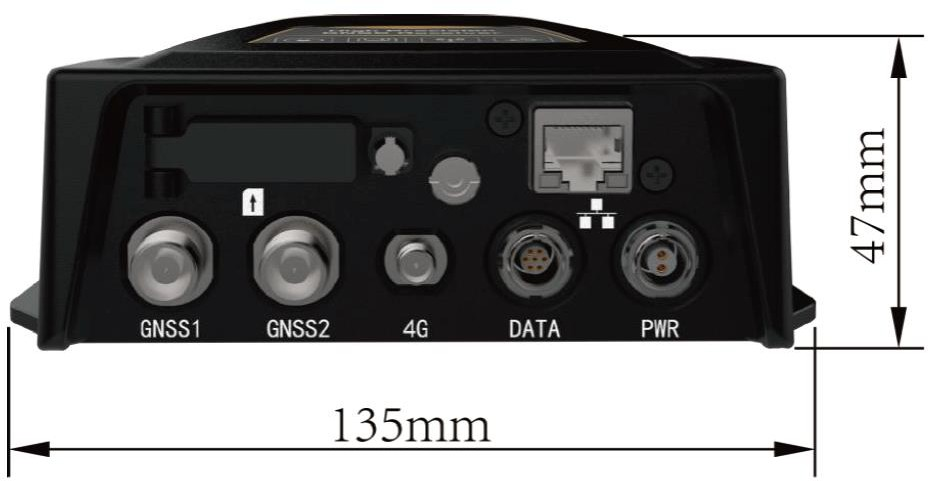 47mm
GNSS1 GNSS2 4G DATA PWR
135mm